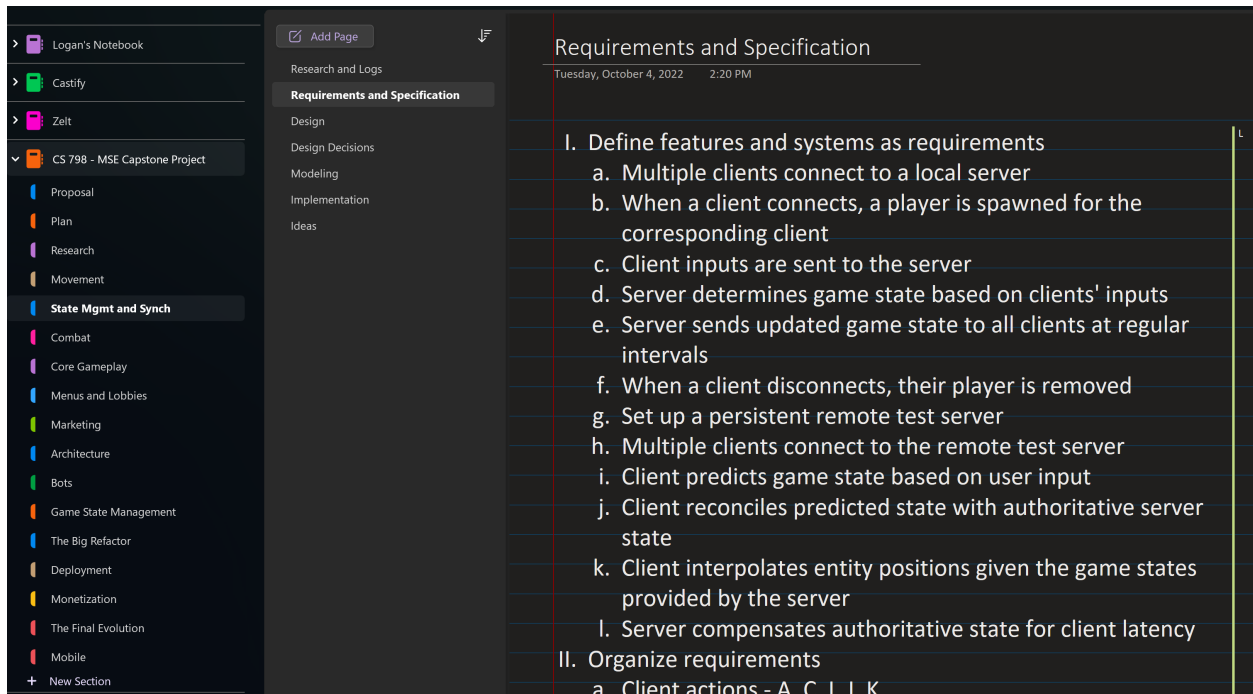 Logan's Notebook
Castify
Zelt
CS 798 - MSE Capstone Project
Proposal
Plan
Research
Movement
State Mgmt and Synch
Combat
Core Gameplay
Menus and Lobbies
Marketing
Architecture
Bots
Game State Management
The Big Refactor
Deployment
Monetization
The Final Evolution
Mobile
+ New Section
Add Page
Research and Logs
Requirements and Specification
Design
Design Decisions
Modeling
Implementation
Ideas
Requirements and Specification
Tuesday, October 4, 2022 2:20 PM
I. Define features and systems as requirements
a. Multiple clients connect to a local server
b. When a client connects, a player is spawned for the
corresponding client
c. Client inputs are sent to the server
d. Server determines game state based on clients' inputs
e. Server sends updated game state to all clients at regular
intervals
f. When a client disconnects, their player is removed
g. Set up a persistent remote test server
h. Multiple clients connect to the remote test server
i. Client predicts game state based on user input
j. Client reconciles predicted state with authoritative server
state
k. Client interpolates entity positions given the game states
provided by the server
l. Server compensates authoritative state for client latency
II. Organize requirements
a. Client actions - A, C, I, J, K
L